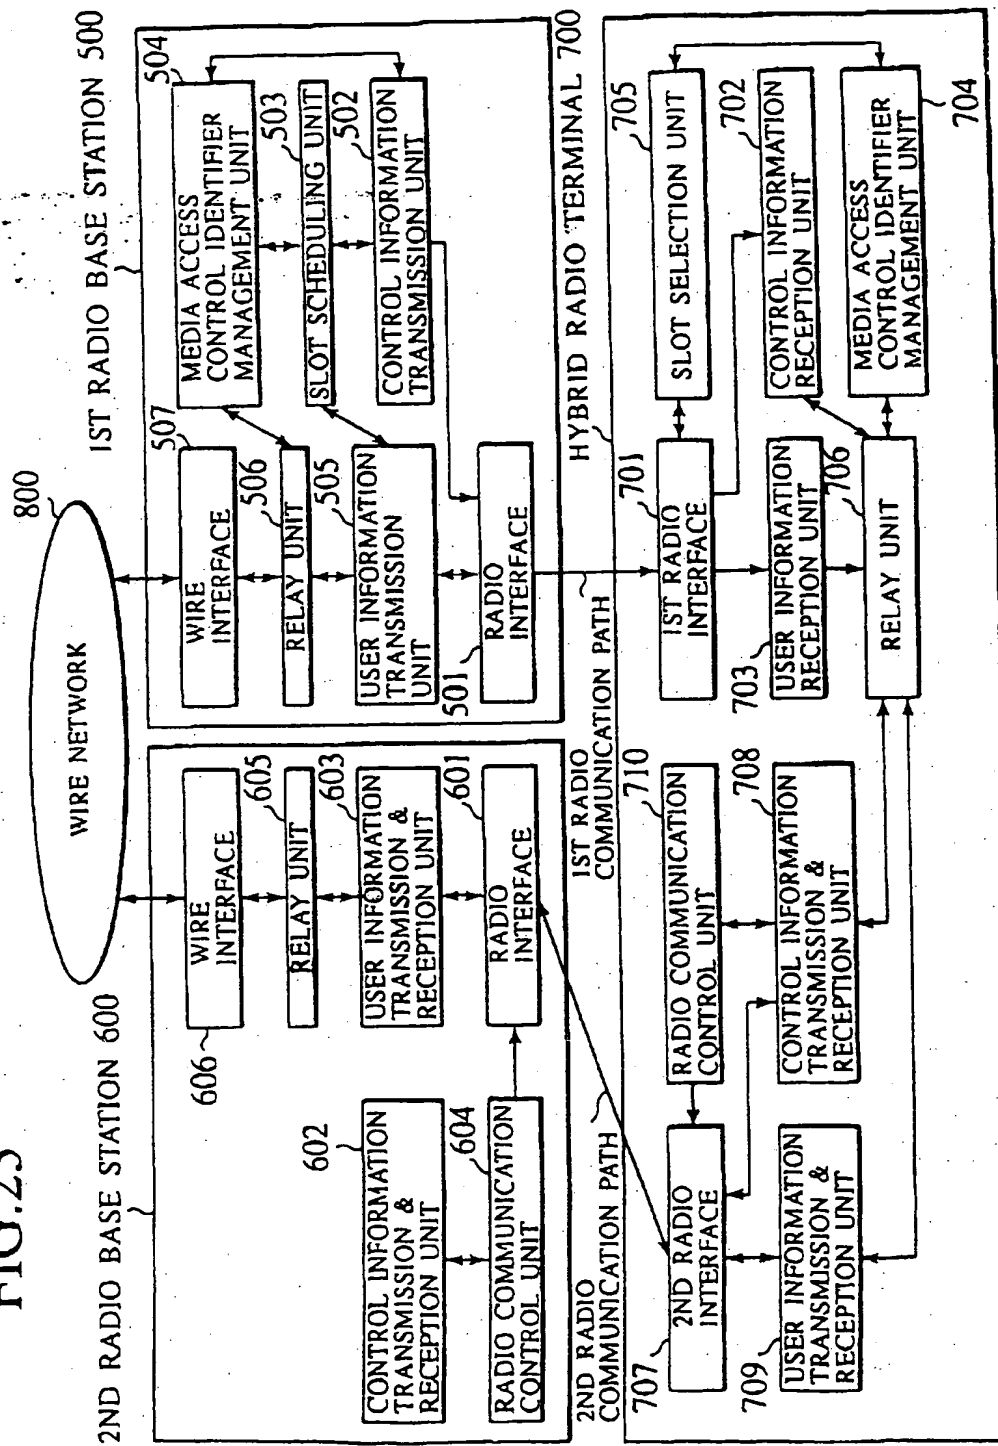 FIG.23
WIRE NETWORK
800
2ND RADIO BASE STATION 600
WIRE
INTERFACE
606
RELAY UNIT
605
USER INFORMATION
TRANSMISSION &
RECEPTION UNIT
603
RADIO
INTERFACE
601
CONTROL INFORMATION
TRANSMISSION &
RECEPTION UNIT
602
RADIO COMMUNICATION
CONTROL UNIT
604
1ST RADIO BASE STATION 500
WIRE
INTERFACE
507
RELAY UNIT
506
USER INFORMATION
TRANSMISSION
UNIT
505
RADIO
INTERFACE
501
MEDIA ACCESS
CONTROL IDENTIFIER
MANAGEMENT UNIT
504
SLOT SCHEDULING UNIT
503
CONTROL INFORMATION
TRANSMISSION UNIT
502
2ND RADIO
COMMUNICATION PATH
1ST RADIO
COMMUNICATION PATH
HYBRID RADIO TERMINAL 700
2ND RADIO
INTERFACE
707
USER INFORMATION
TRANSMISSION &
RECEPTION UNIT
709
RADIO COMMUNICATION
CONTROL UNIT
710
CONTROL INFORMATION
TRANSMISSION &
RECEPTION UNIT
708
1ST RADIO
INTERFACE
701
USER INFORMATION
RECEPTION UNIT
703
RELAY UNIT
706
SLOT SELECTION UNIT
705
CONTROL INFORMATION
RECEPTION UNIT
702
MEDIA ACCESS
CONTROL IDENTIFIER
MANAGEMENT UNIT
704